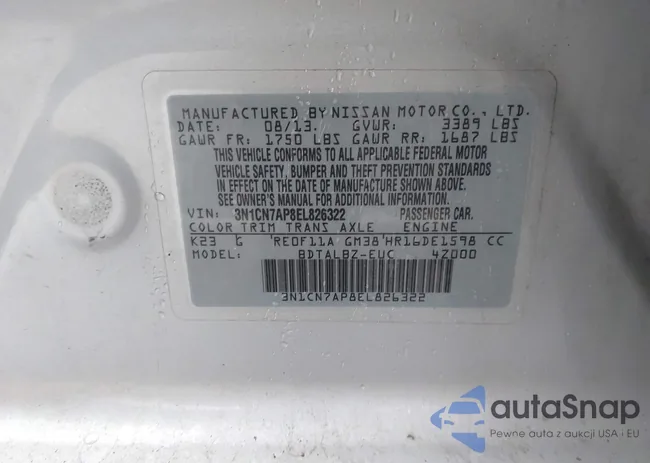 MANUFACTURED BY NISSAN MOTOR CO., LTD.
DATE: 08/13. GVWR: 3389 LBS
GAWR FR: 1750 LBS GAWR RR: 1687 LBS
THIS VEHICLE CONFORMS TO ALL APPLICABLE FEDERAL MOTOR
VEHICLE SAFETY, BUMPER AND THEFT PREVENTION STANDARDS
IN EFFECT ON THE DATE OF MANUFACTURE SHOWN ABOVE.
SEE OWNER'S MANUAL FOR ADDITIONAL INFORMATION.
VIN: 3N1CN7AP8EL826322 PASSENGER CAR.
COLOR TRIM TRANS AXLE ENGINE
K23 G RE0F11A GM38 HR16DE1598 CC
MODEL: BDTALBZ-EUC 4Z000
3N1CN7AP8EL826322
autoSnap
Pewne auta z aukcji USA i EU